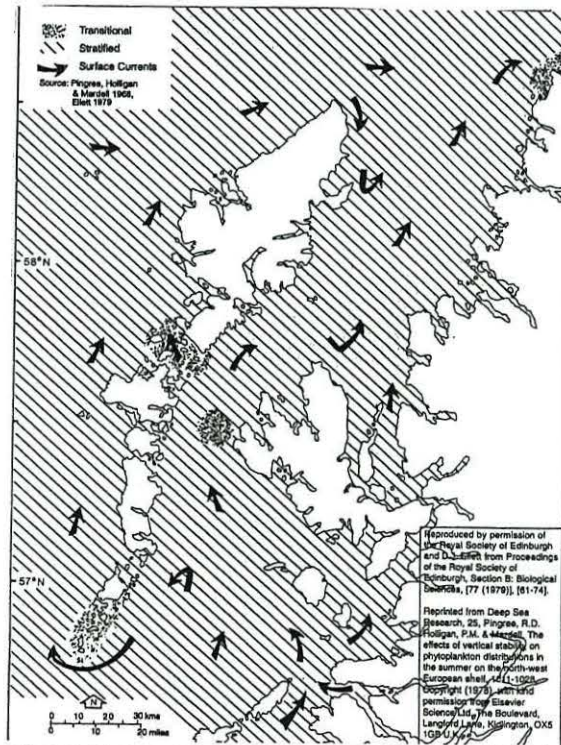 Transitional
Stratified
Surface Currents
Source: Pingree, Holligan
& Mardell 1968,
Ellett 1979
58°N
57°N
N
0 10 20 30 kms
0 10 20 miles
Reproduced by permission of
the Royal Society of Edinburgh
and D.J. Ellett from Proceedings
of the Royal Society of
Edinburgh, Section B: Biological
Sciences, [77 (1979)], [61-74].
Reprinted from Deep Sea
Research, 25, Pingree, R.D.
Holligan, P.M. & Mardell, The
effects of vertical stability on
phytoplankton distributions in
the summer on the north-west
European shelf, 1011-1028
Copyright (1978), with kind
permission from Elsevier
Science Ltd, The Boulevard,
Langford Lane, Kidlington, OX5
1GB U.K.